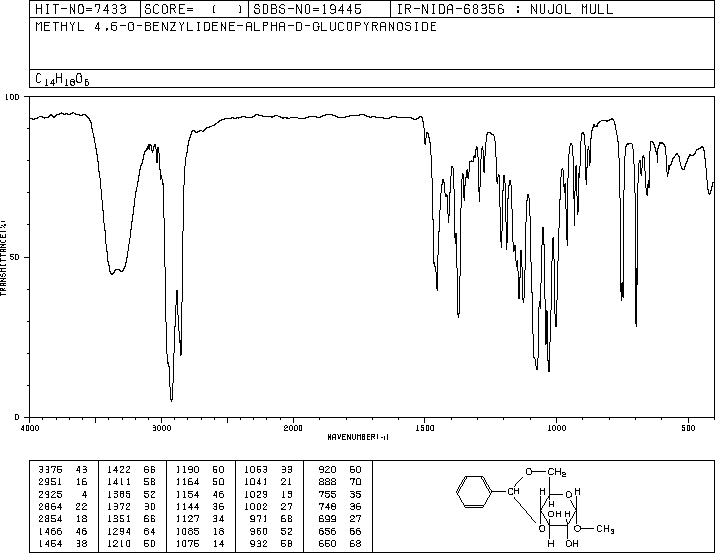 HIT-NO=7433 SCORE= ( ) SDBS-NO=19445 IR-NIDA-68356 : NUJOL MULL
METHYL 4,6-O-BENZYLIDENE-ALPHA-D-GLUCOPYRANOSIDE
C14H18O6
100
50
0
TRANSMITTANCE(%)
4000 3000 2000 1500 1000 500
WAVENUMBER(-1)
3375 43 1422 66 1190 50 1063 33 920 60
2951 16 1411 58 1164 50 1041 21 888 70
2925 4 1385 52 1154 46 1029 13 755 35
2864 22 1372 30 1144 36 1002 27 748 36
2854 18 1351 66 1127 34 971 68 699 27
1466 46 1294 64 1085 18 960 52 656 66
1454 38 1210 50 1075 14 932 58 650 68
O CH2
CH H O H
H
OH H
O O CH3
H OH